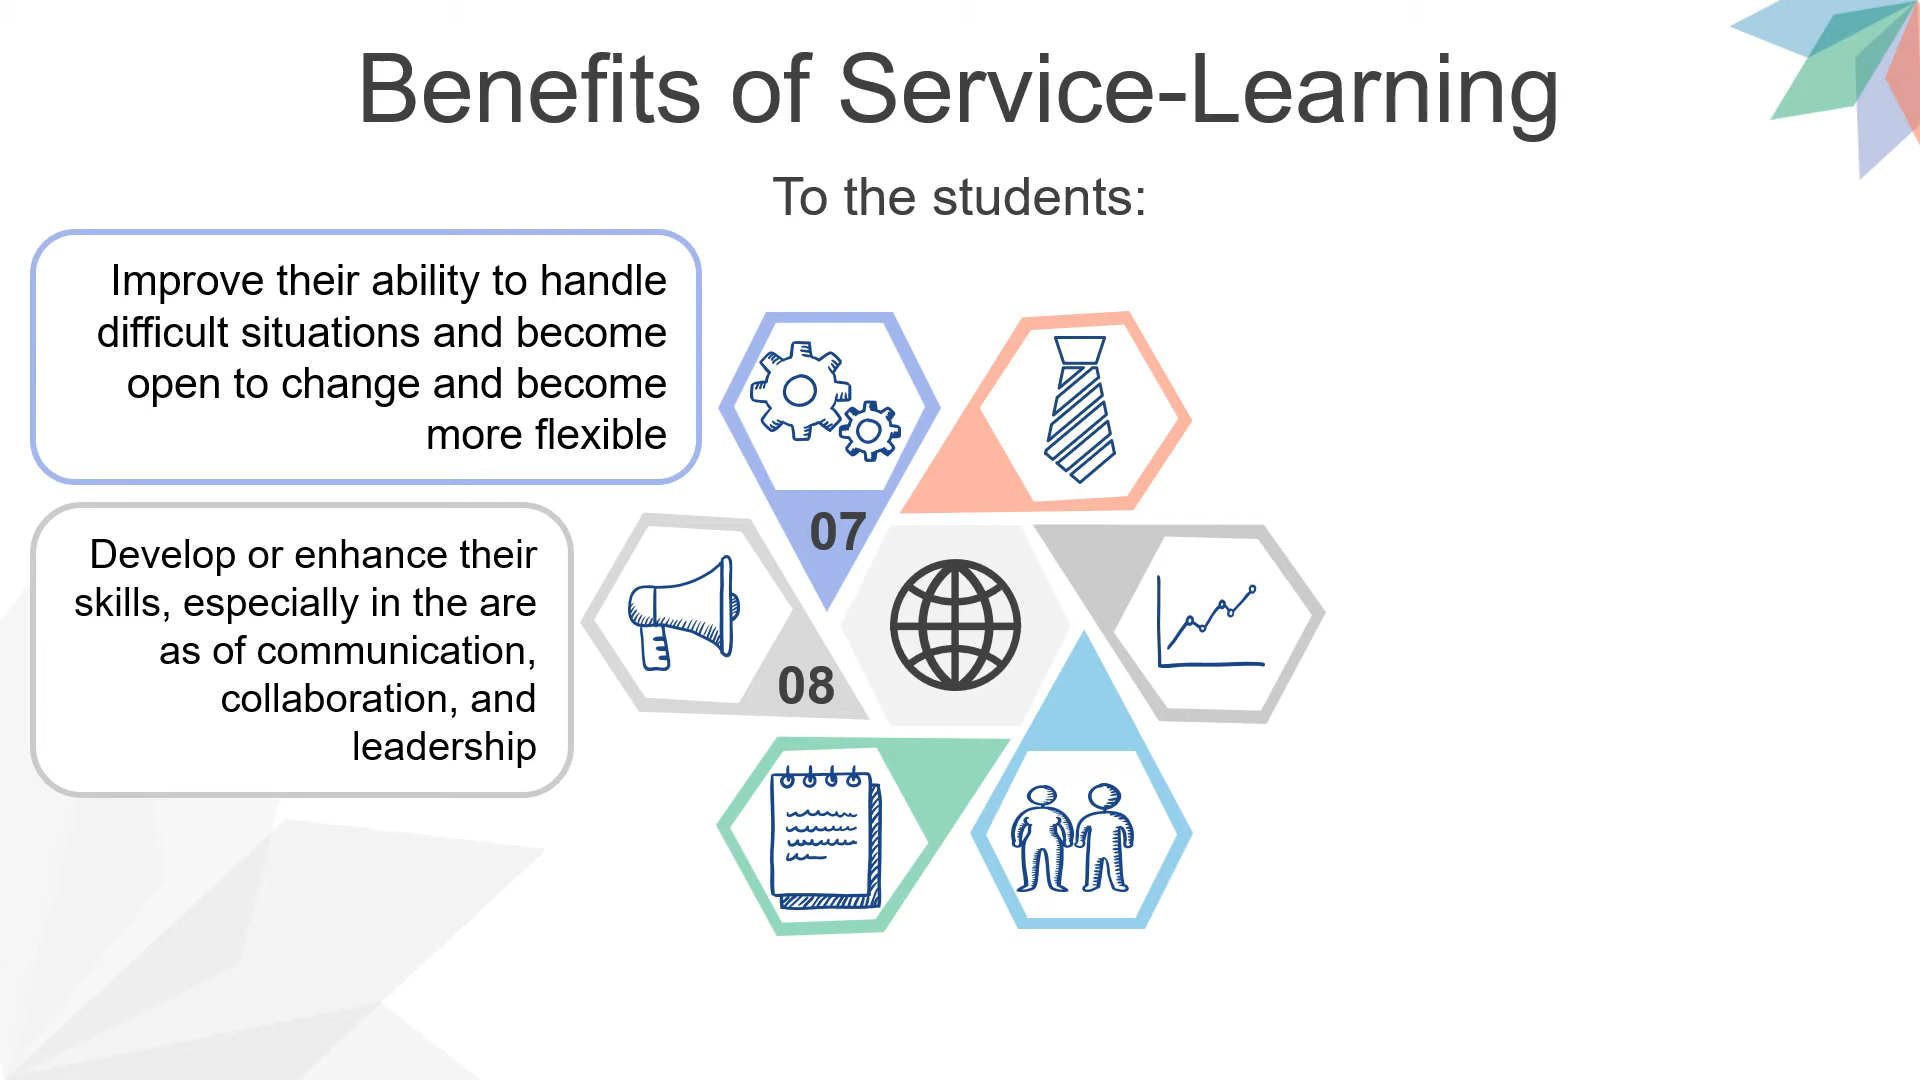 Benefits of Service-Learning
To the students:
Improve their ability to handle
difficult situations and become
open to change and become
more flexible
07
Develop or enhance their
skills, especially in the are
as of communication,
collaboration, and
leadership
08